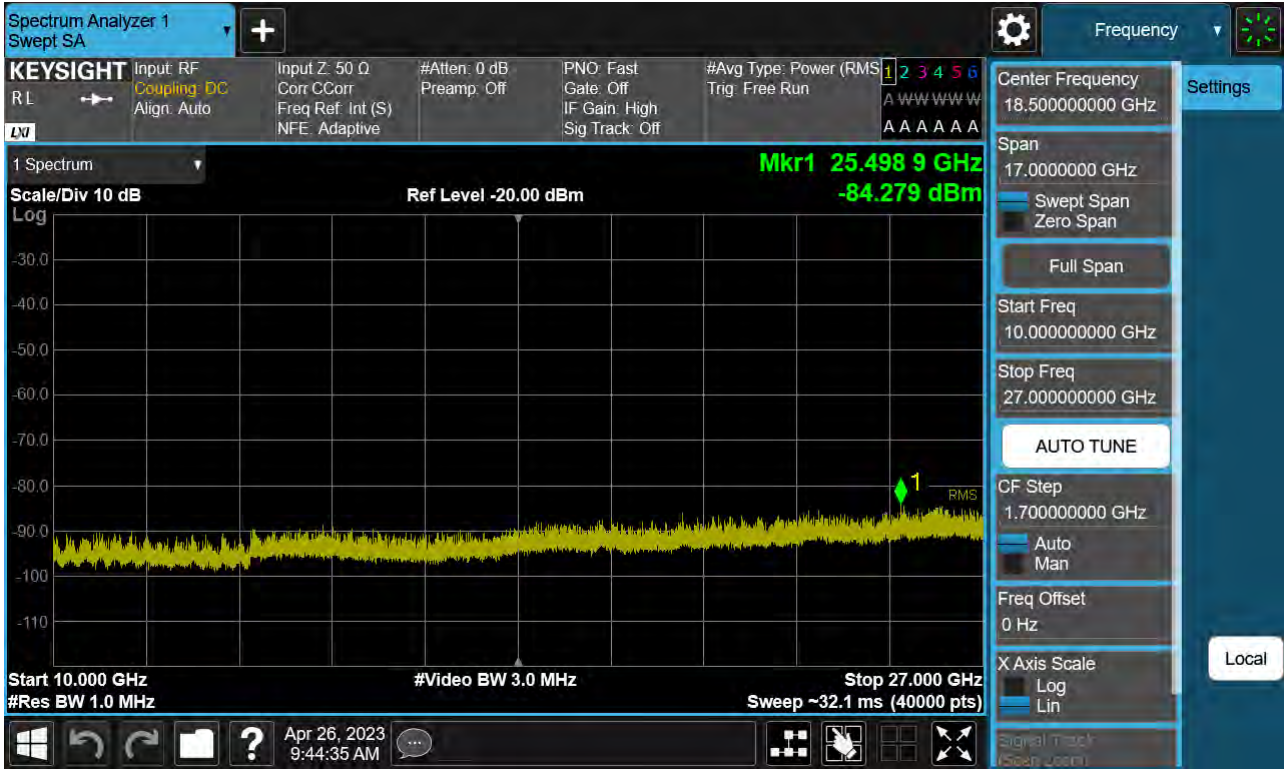 Spectrum Analyzer 1
Swept SA
Frequency
KEYSIGHT
R L
LXI
Input: RF
Coupling: DC
Align: Auto
Input Z: 50 Ω
Corr CCorr
Freq Ref: Int (S)
NFE: Adaptive
#Atten: 0 dB
Preamp: Off
PNO: Fast
Gate: Off
IF Gain: High
Sig Track: Off
#Avg Type: Power (RMS
Trig: Free Run
1 2 3 4 5 6
A W W W W W
A A A A A A
1 Spectrum
Scale/Div 10 dB
Ref Level -20.00 dBm
Mkr1 25.498 9 GHz
-84.279 dBm
Log
-30.0
-40.0
-50.0
-60.0
-70.0
-80.0
-90.0
-100
-110
1
RMS
Start 10.000 GHz
#Video BW 3.0 MHz
Stop 27.000 GHz
#Res BW 1.0 MHz
Sweep ~32.1 ms (40000 pts)
Center Frequency
18.500000000 GHz
Span
17.0000000 GHz
Swept Span
Zero Span
Full Span
Start Freq
10.000000000 GHz
Stop Freq
27.000000000 GHz
AUTO TUNE
CF Step
1.700000000 GHz
Auto
Man
Freq Offset
0 Hz
X Axis Scale
Log
Lin
Signal Track
(Span Zoom)
Settings
Local
?
Apr 26, 2023
9:44:35 AM